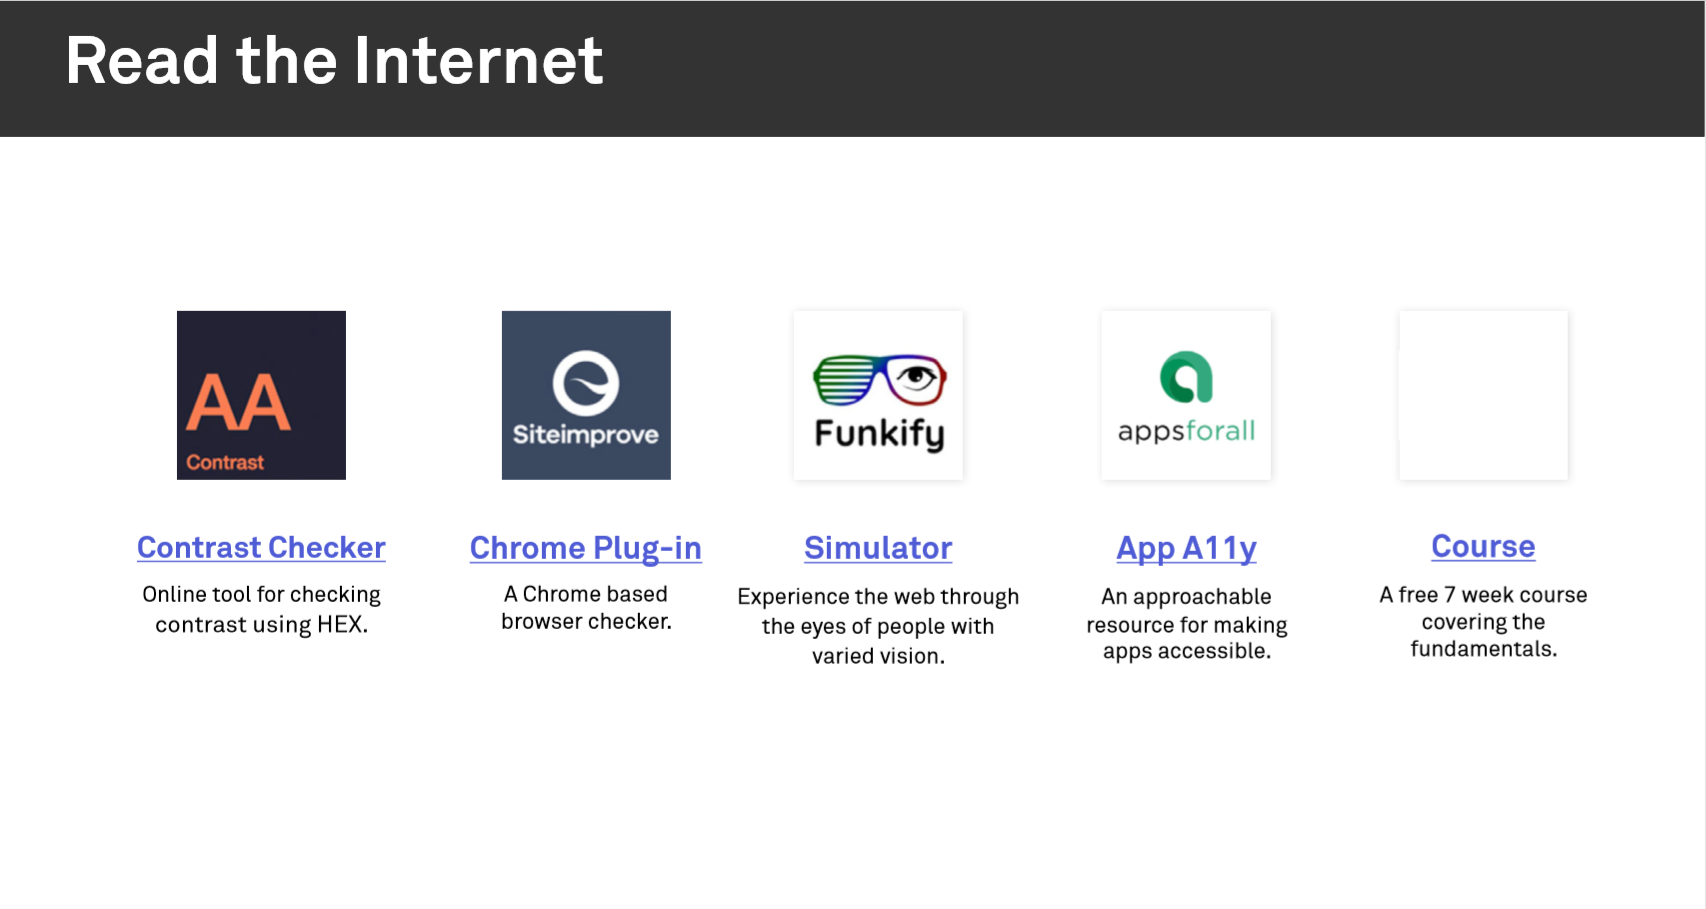 Read the Internet
AA
Contrast
Siteimprove
Funkify
appsforall
Contrast Checker
Online tool for checking
contrast using HEX.
Chrome Plug-in
A Chrome based
browser checker.
Simulator
Experience the web through
the eyes of people with
varied vision.
App A11y
An approachable
resource for making
apps accessible.
Course
A free 7 week course
covering the
fundamentals.